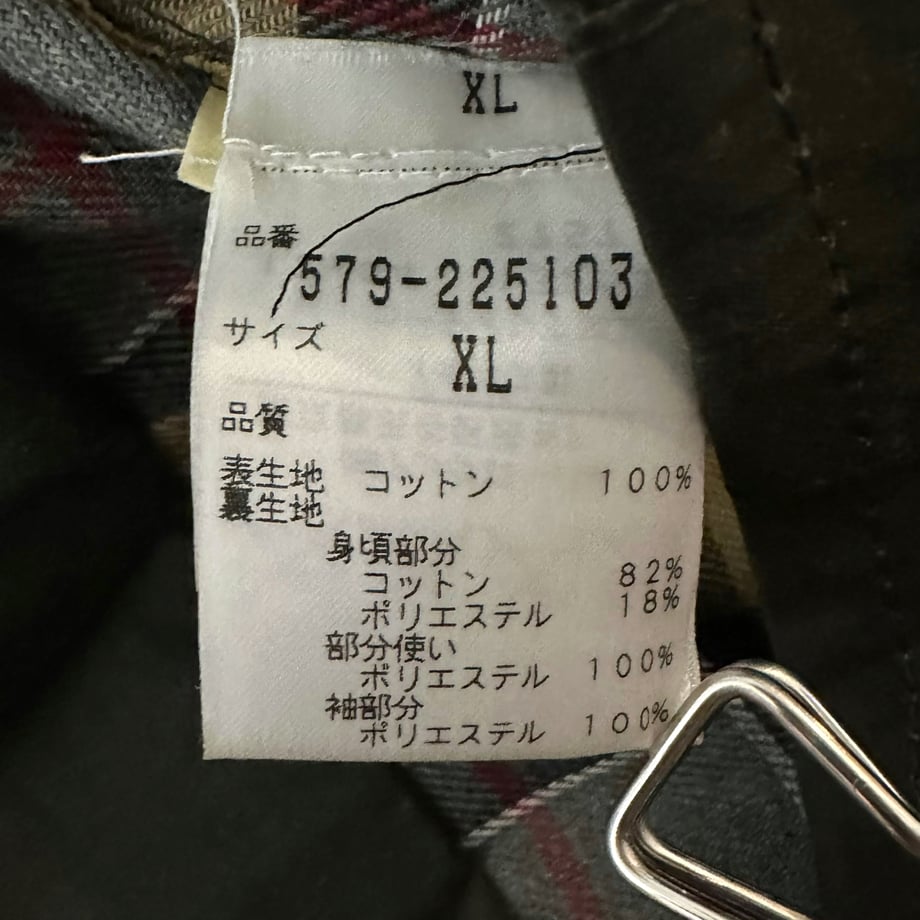 XL
品番
579-225103
サイズ
XL
品質
表生地 コットン 100%
裏生地
身頃部分
コットン 82%
ポリエステル 18%
部分使い
ポリエステル 100%
袖部分
ポリエステル 100%